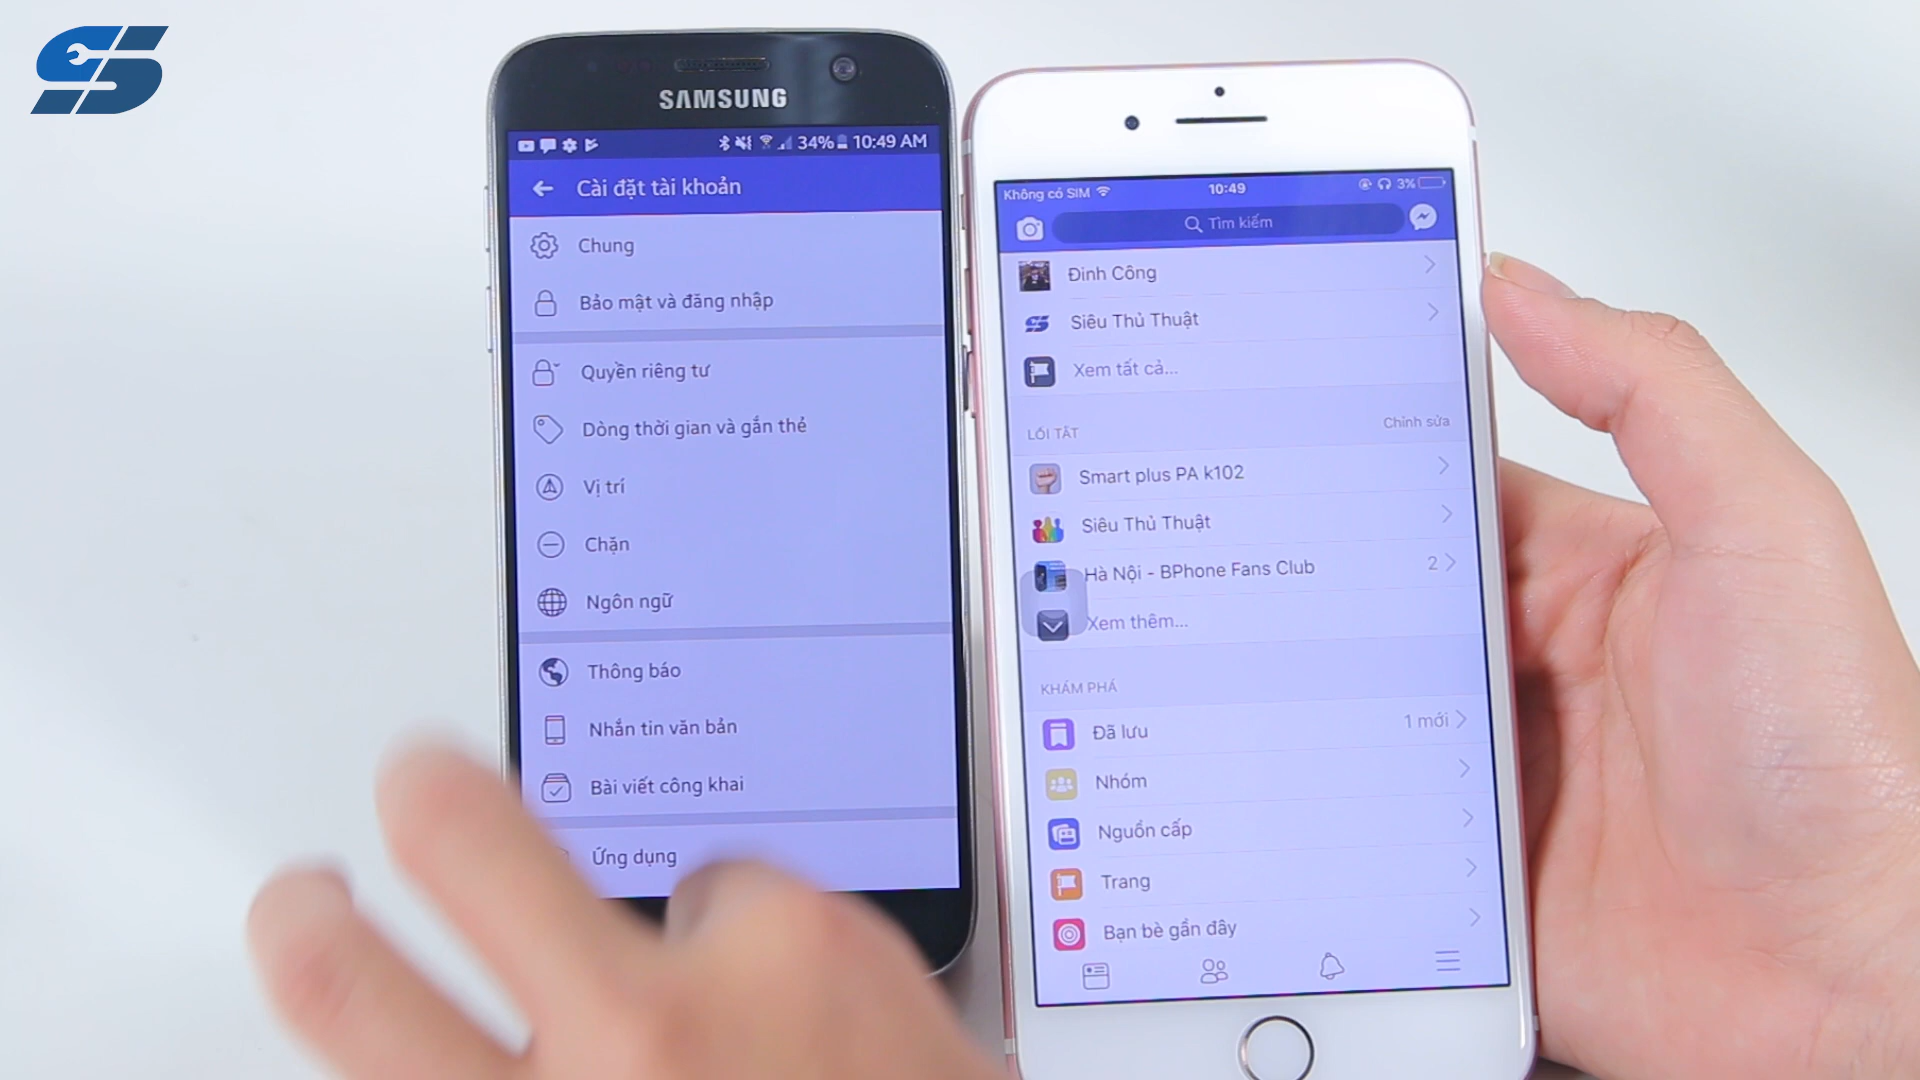 SAMSUNG
34% 10:49 AM
Cài đặt tài khoản
Chung
Bảo mật và đăng nhập
Quyền riêng tư
Dòng thời gian và gắn thẻ
Vị trí
Chặn
Ngôn ngữ
Thông báo
Nhắn tin văn bản
Bài viết công khai
Ứng dụng
Không có SIM 10:49 3%
Tìm kiếm
Đinh Công
Siêu Thủ Thuật
Xem tất cả...
LỐI TẮT Chỉnh sửa
Smart plus PA k102
Siêu Thủ Thuật
Hà Nội - BPhone Fans Club 2
Xem thêm...
KHÁM PHÁ
Đã lưu 1 mới
Nhóm
Nguồn cấp
Trang
Bạn bè gần đây